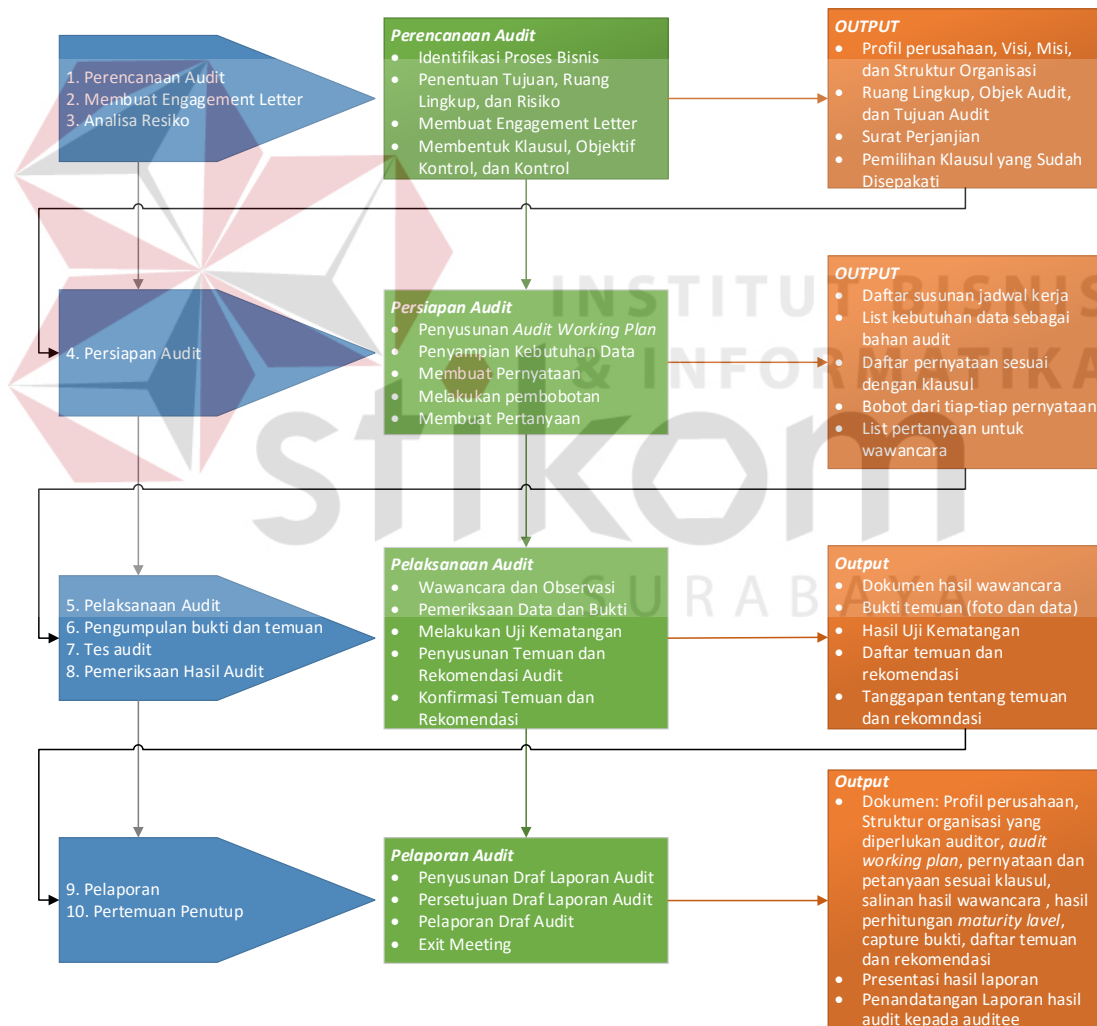 1. Perencanaan Audit
2. Membuat Engagement Letter
3. Analisa Resiko
Perencanaan Audit
• Identifikasi Proses Bisnis
• Penentuan Tujuan, Ruang
Lingkup, dan Risiko
• Membuat Engagement Letter
• Membentuk Klausul, Objektif
Kontrol, dan Kontrol
OUTPUT
• Profil perusahaan, Visi, Misi,
dan Struktur Organisasi
• Ruang Lingkup, Objek Audit,
dan Tujuan Audit
• Surat Perjanjian
• Pemilihan Klausul yang Sudah
Disepakati
4. Persiapan Audit
Persiapan Audit
• Penyusunan Audit Working Plan
• Penyampian Kebutuhan Data
• Membuat Pernyataan
• Melakukan pembobotan
• Membuat Pertanyaan
OUTPUT
• Daftar susunan jadwal kerja
• List kebutuhan data sebagai
bahan audit
• Daftar pernyataan sesuai
dengan klausul
• Bobot dari tiap-tiap pernyataan
• List pertanyaan untuk
wawancara
INSTITUT BISNIS
& INFORMATIKA
stikom
SURABAYA
5. Pelaksanaan Audit
6. Pengumpulan bukti dan temuan
7. Tes audit
8. Pemeriksaan Hasil Audit
Pelaksanaan Audit
• Wawancara dan Observasi
• Pemeriksaan Data dan Bukti
• Melakukan Uji Kematangan
• Penyusunan Temuan dan
Rekomendasi Audit
• Konfirmasi Temuan dan
Rekomendasi
Output
• Dokumen hasil wawancara
• Bukti temuan (foto dan data)
• Hasil Uji Kematangan
• Daftar temuan dan
rekomendasi
• Tanggapan tentang temuan
dan rekomndasi
9. Pelaporan
10. Pertemuan Penutup
Pelaporan Audit
• Penyusunan Draf Laporan Audit
• Persetujuan Draf Laporan Audit
• Pelaporan Draf Audit
• Exit Meeting
Output
• Dokumen: Profil perusahaan,
Struktur organisasi yang
diperlukan auditor, audit
working plan, pernyataan dan
petanyaan sesuai klausul,
salinan hasil wawancara , hasil
perhitungan maturity lavel,
capture bukti, daftar temuan
dan rekomendasi
• Presentasi hasil laporan
• Penandatangan Laporan hasil
audit kepada auditee